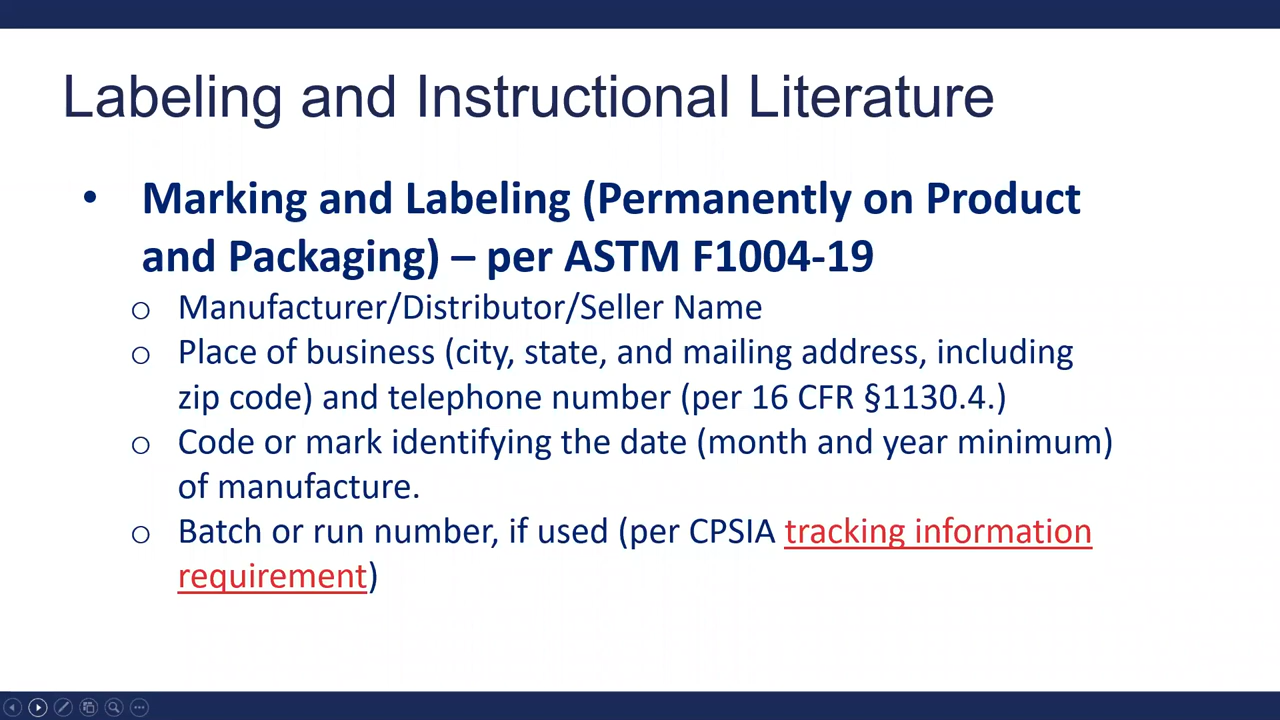 Labeling and Instructional Literature
• Marking and Labeling (Permanently on Product
and Packaging) – per ASTM F1004-19
o Manufacturer/Distributor/Seller Name
o Place of business (city, state, and mailing address, including
zip code) and telephone number (per 16 CFR §1130.4.)
o Code or mark identifying the date (month and year minimum)
of manufacture.
o Batch or run number, if used (per CPSIA tracking information
requirement)